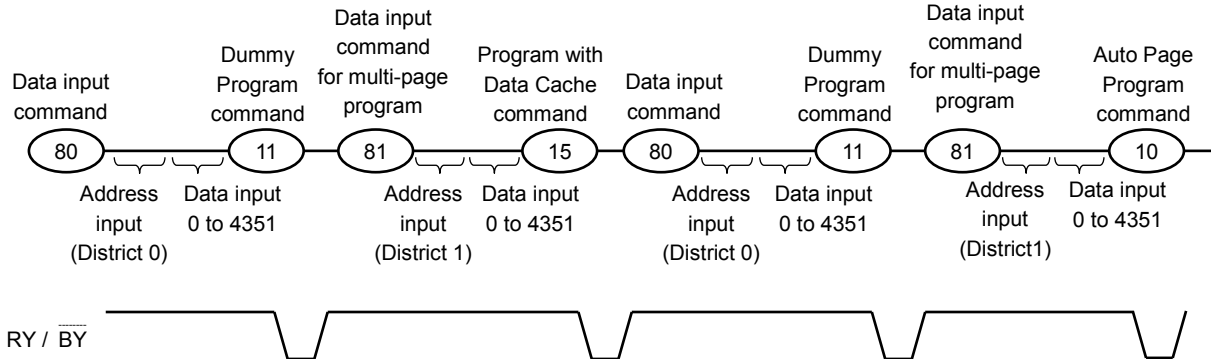 Data input
command
Dummy
Program
command
Data input
command
for multi-page
program
Program with
Data Cache
command
Data input
command
Dummy
Program
command
Data input
command
for multi-page
program
Auto Page
Program
command
80
11
81
15
80
11
81
10
Address
input
(District 0)
Data input
0 to 4351
Address
input
(District 1)
Data input
0 to 4351
Address
input
(District 0)
Data input
0 to 4351
Address
input
(District1)
Data input
0 to 4351
RY / BY